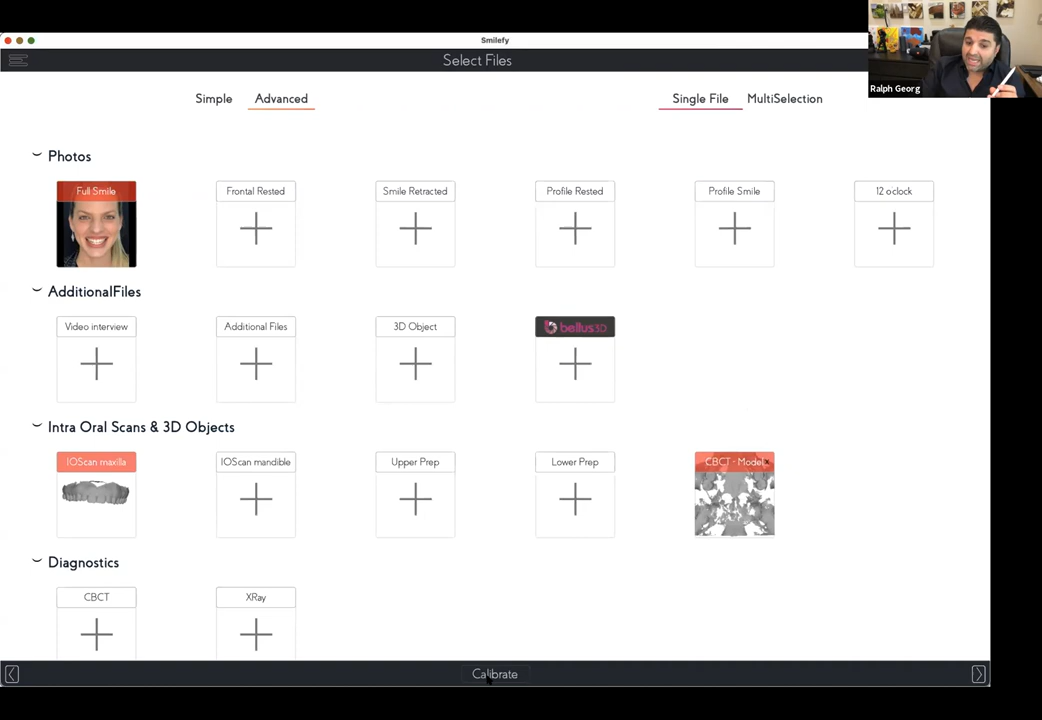 Smilefy
Select Files
Ralph Georg
Simple
Advanced
Single File
MultiSelection
Photos
Full Smile
Frontal Rested
Smile Retracted
Profile Rested
Profile Smile
12 oclock
AdditionalFiles
Video interview
Additional Files
3D Object
bellus3D
Intra Oral Scans & 3D Objects
IOScan maxilla
IOScan mandible
Upper Prep
Lower Prep
CBCT - Model
Diagnostics
CBCT
XRay
Calibrate